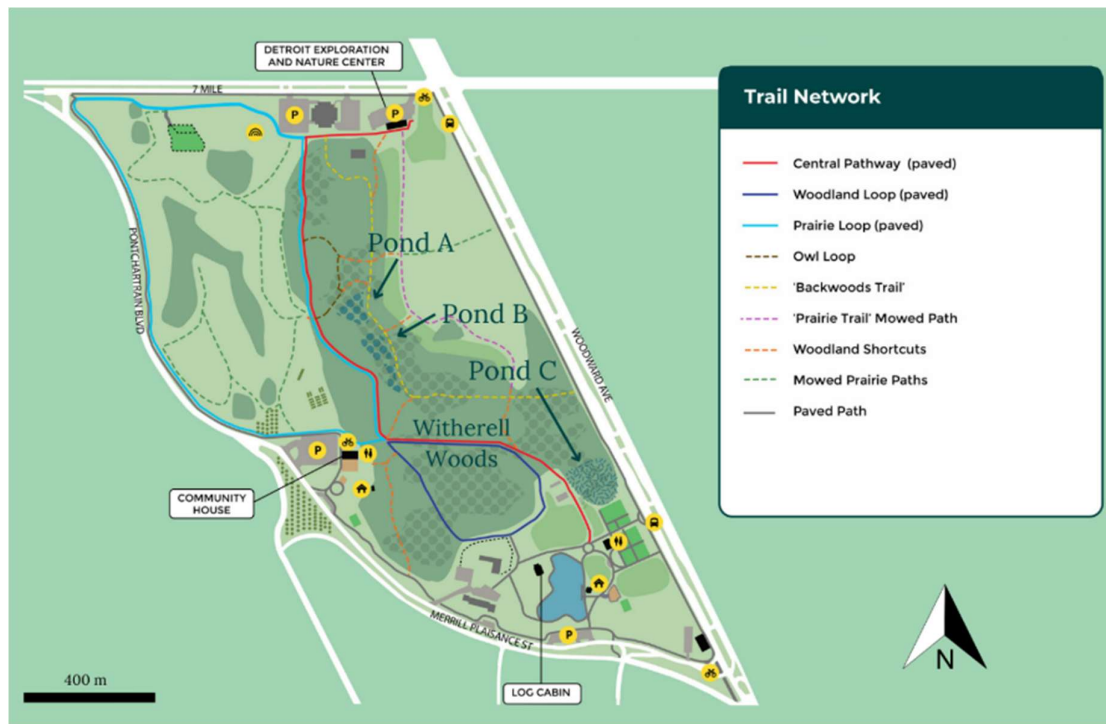 DETROIT EXPLORATION
AND NATURE CENTER
7 MILE
P
P
Trail Network
Central Pathway (paved)
Woodland Loop (paved)
Prairie Loop (paved)
Owl Loop
'Backwoods Trail'
'Prairie Trail' Mowed Path
Woodland Shortcuts
Mowed Prairie Paths
Paved Path
PONTCHARTRAIN BLVD
Pond A
Pond B
WOODWARD AVE
Pond C
Witherell
Woods
P
COMMUNITY
HOUSE
MERRILL PLAISANCE ST
P
LOG CABIN
400 m
N